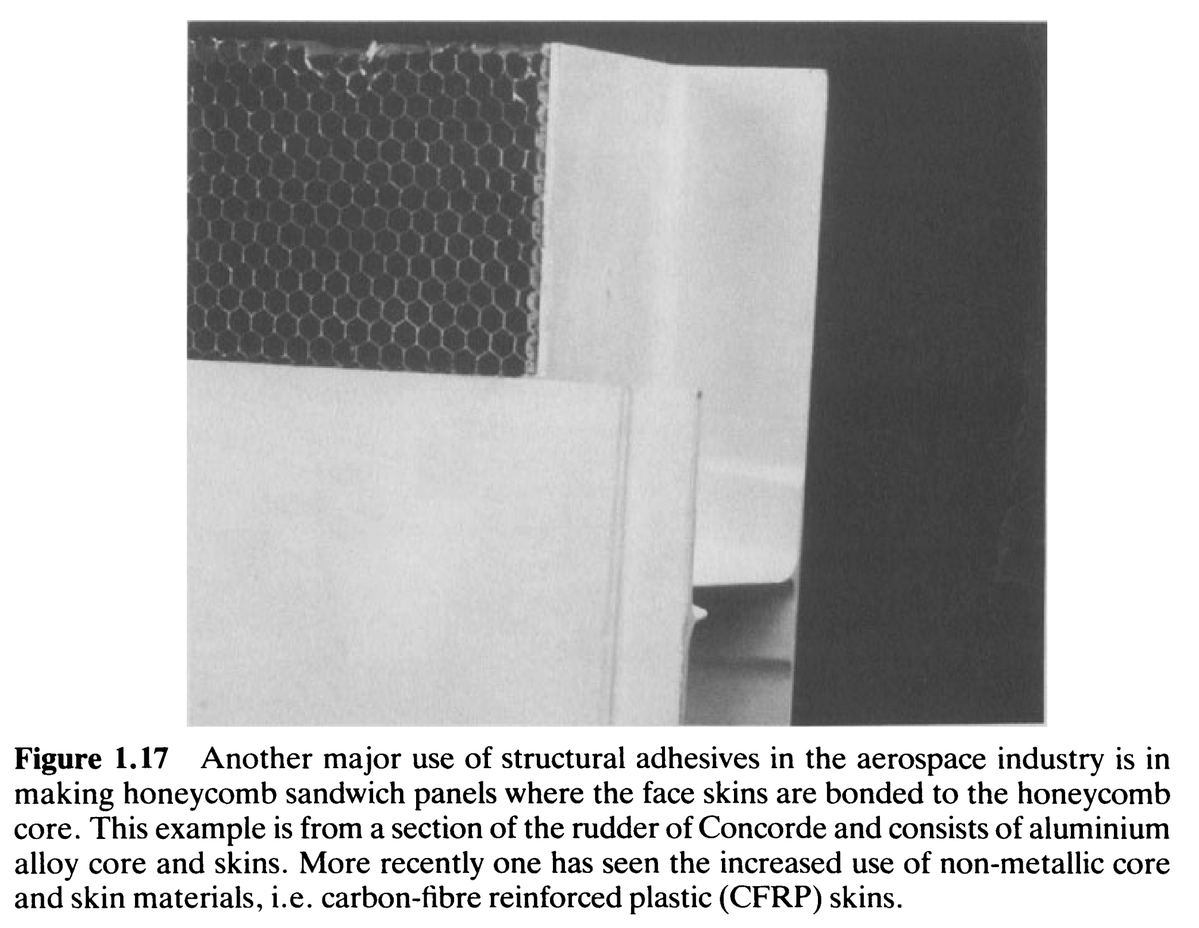 Figure 1.17 Another major use of structural adhesives in the aerospace industry is in
making honeycomb sandwich panels where the face skins are bonded to the honeycomb
core. This example is from a section of the rudder of Concorde and consists of aluminium
alloy core and skins. More recently one has seen the increased use of non-metallic core
and skin materials, i.e. carbon-fibre reinforced plastic (CFRP) skins.